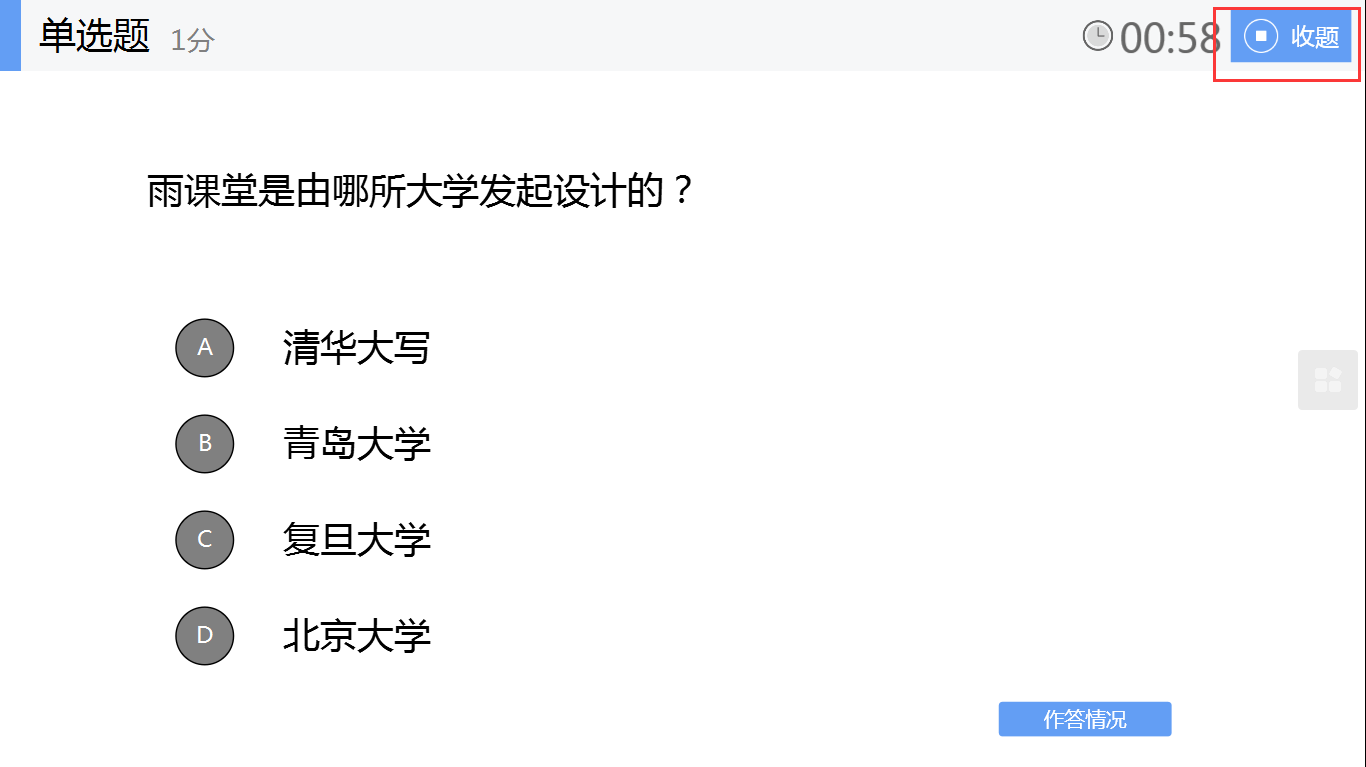 单选题 1分 00:58 收题
雨课堂是由哪所大学发起设计的？
A 清华大写
B 青岛大学
C 复旦大学
D 北京大学
作答情况